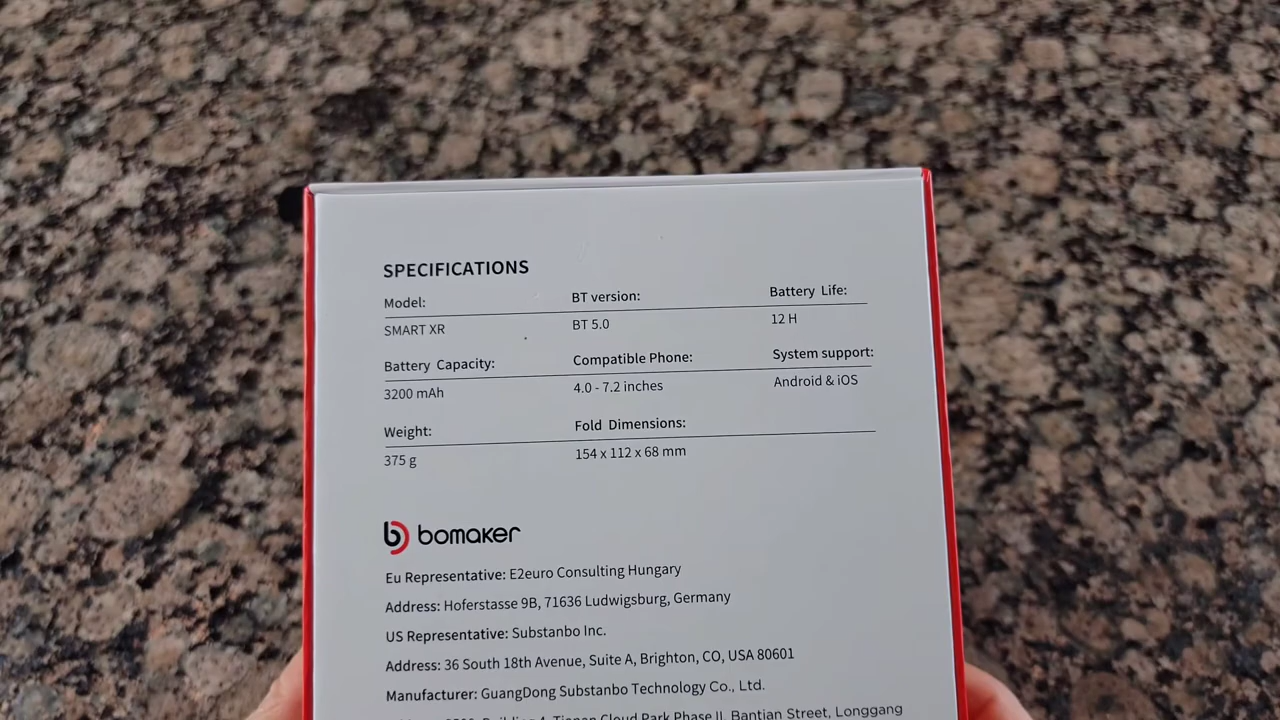 SPECIFICATIONS
Model: BT version: Battery Life:
SMART XR BT 5.0 12 H
Battery Capacity: Compatible Phone: System support:
3200 mAh 4.0 - 7.2 inches Android & iOS
Weight: Fold Dimensions:
375 g 154 x 112 x 68 mm
bomaker
Eu Representative: E2euro Consulting Hungary
Address: Hoferstasse 9B, 71636 Ludwigsburg, Germany
US Representative: Substanbo Inc.
Address: 36 South 18th Avenue, Suite A, Brighton, CO, USA 80601
Manufacturer: GuangDong Substanbo Technology Co., Ltd.
Cloud Park Phase II, Bantian Street, Longgang